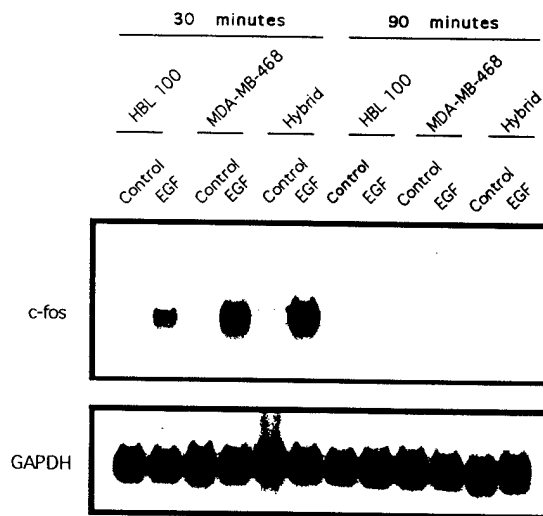 30 minutes 90 minutes
HBL 100 MDA-MB-468 Hybrid HBL 100 MDA-MB-468 Hybrid
Control EGF Control EGF Control EGF Control EGF Control EGF Control EGF
c-fos
GAPDH